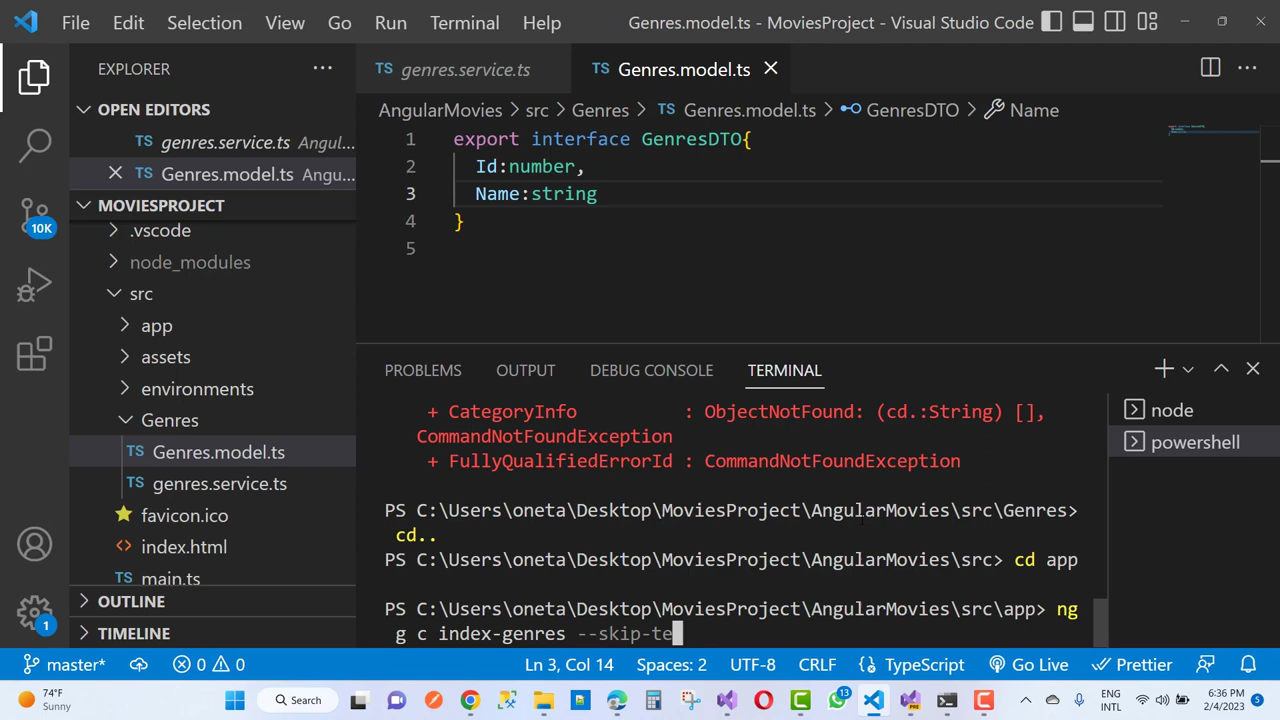 File Edit Selection View Go Run Terminal Help Genres.model.ts - MoviesProject - Visual Studio Code
EXPLORER ...
TS genres.service.ts TS Genres.model.ts
OPEN EDITORS
TS genres.service.ts Angul...
TS Genres.model.ts Angu...
MOVIESPROJECT
.vscode
node_modules
src
app
assets
environments
Genres
TS Genres.model.ts
TS genres.service.ts
favicon.ico
<> index.html
TS main.ts
OUTLINE
TIMELINE
10K
1
AngularMovies > src > Genres > TS Genres.model.ts > GenresDTO > Name
1 export interface GenresDTO{
2 Id:number,
3 Name:string
4 }
5
PROBLEMS OUTPUT DEBUG CONSOLE TERMINAL
node
powershell
+ CategoryInfo : ObjectNotFound: (cd.:String) [],
CommandNotFoundException
+ FullyQualifiedErrorId : CommandNotFoundException
PS C:\Users\oneta\Desktop\MoviesProject\AngularMovies\src\Genres>
cd..
PS C:\Users\oneta\Desktop\MoviesProject\AngularMovies\src> cd app
PS C:\Users\oneta\Desktop\MoviesProject\AngularMovies\src\app> ng
g c index-genres --skip-te
master* 0 0 Ln 3, Col 14 Spaces: 2 UTF-8 CRLF {} TypeScript Go Live Prettier
74°F
Sunny
Search
13
PRE
ENG
INTL
6:36 PM
2/4/2023
5